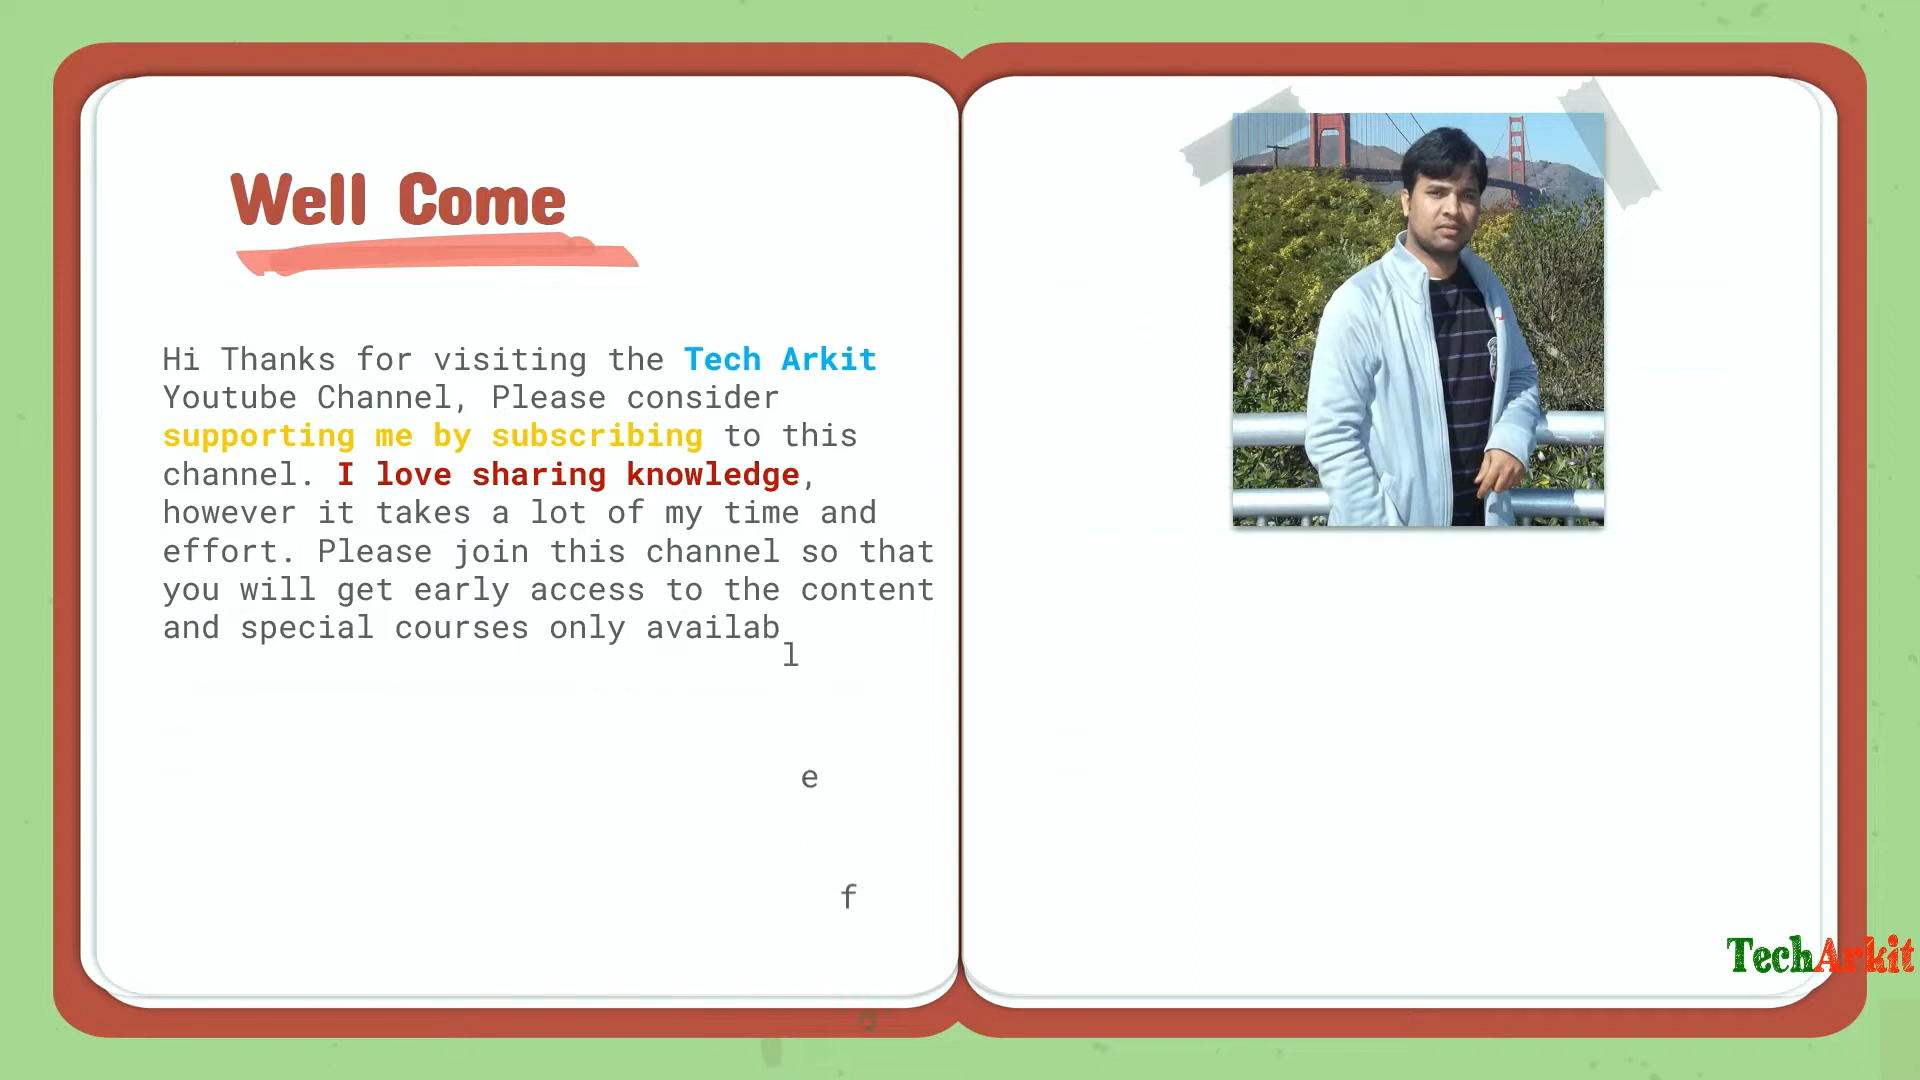 Well Come
Hi Thanks for visiting the Tech Arkit
Youtube Channel, Please consider
supporting me by subscribing to this
channel. I love sharing knowledge,
however it takes a lot of my time and
effort. Please join this channel so that
you will get early access to the content
and special courses only availab
l
e
f
o
TechArkit